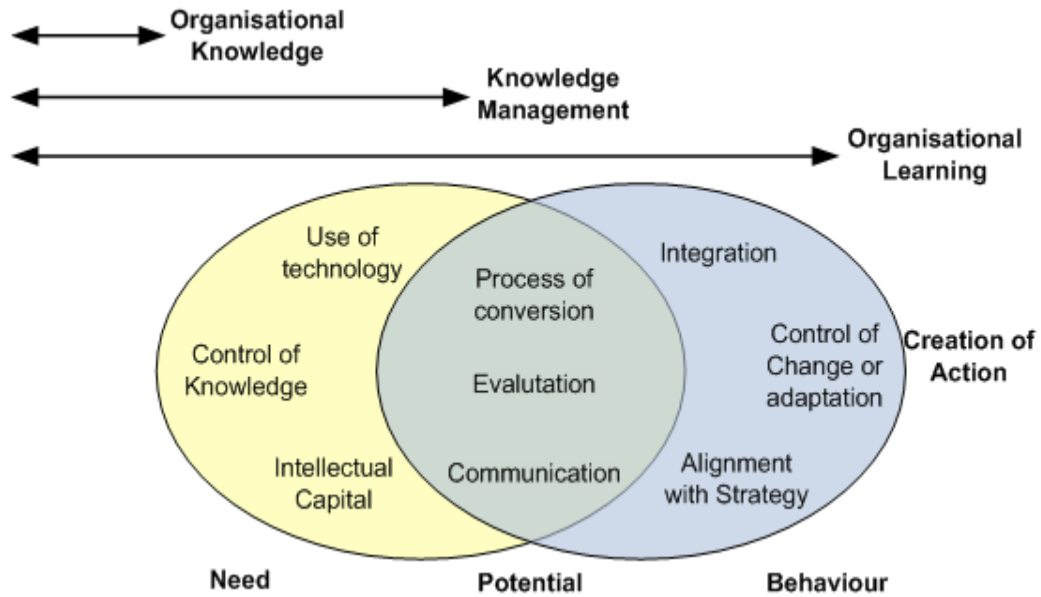 Organisational
Knowledge
Knowledge
Management
Organisational
Learning
Use of
technology
Process of
conversion
Integration
Control of
Knowledge
Evalutation
Control of
Change or
adaptation
Creation of
Action
Intellectual
Capital
Communication
Alignment
with Strategy
Need
Potential
Behaviour